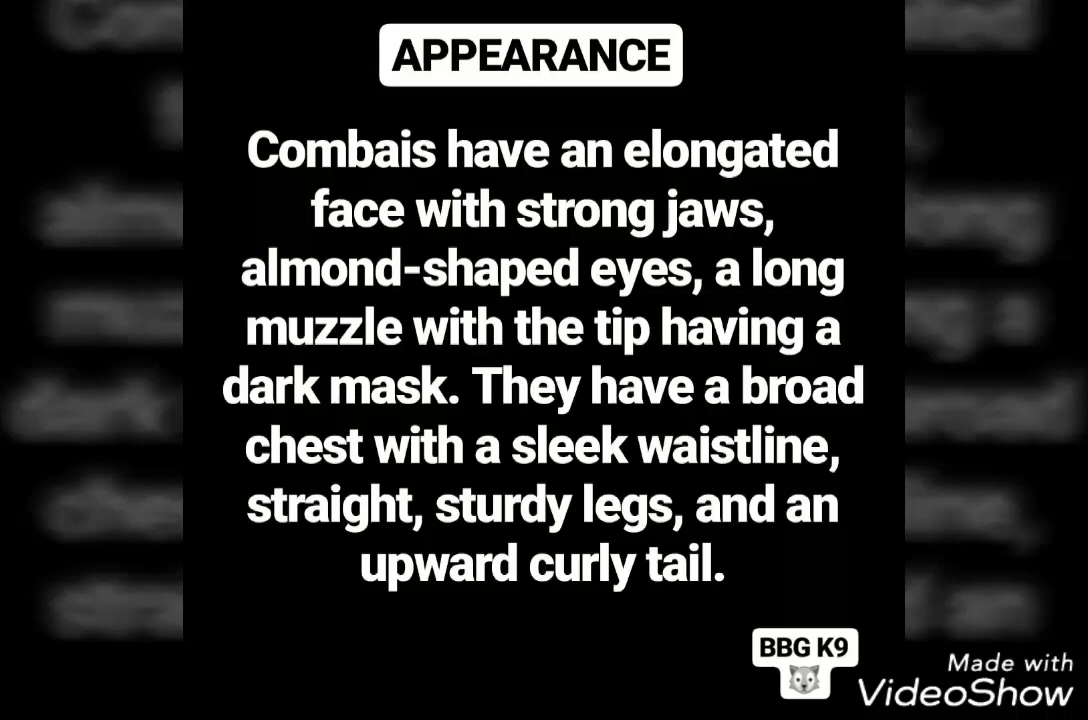 APPEARANCE
Combais have an elongated
face with strong jaws,
almond-shaped eyes, a long
muzzle with the tip having a
dark mask. They have a broad
chest with a sleek waistline,
straight, sturdy legs, and an
upward curly tail.
BBG K9
Made with
VideoShow